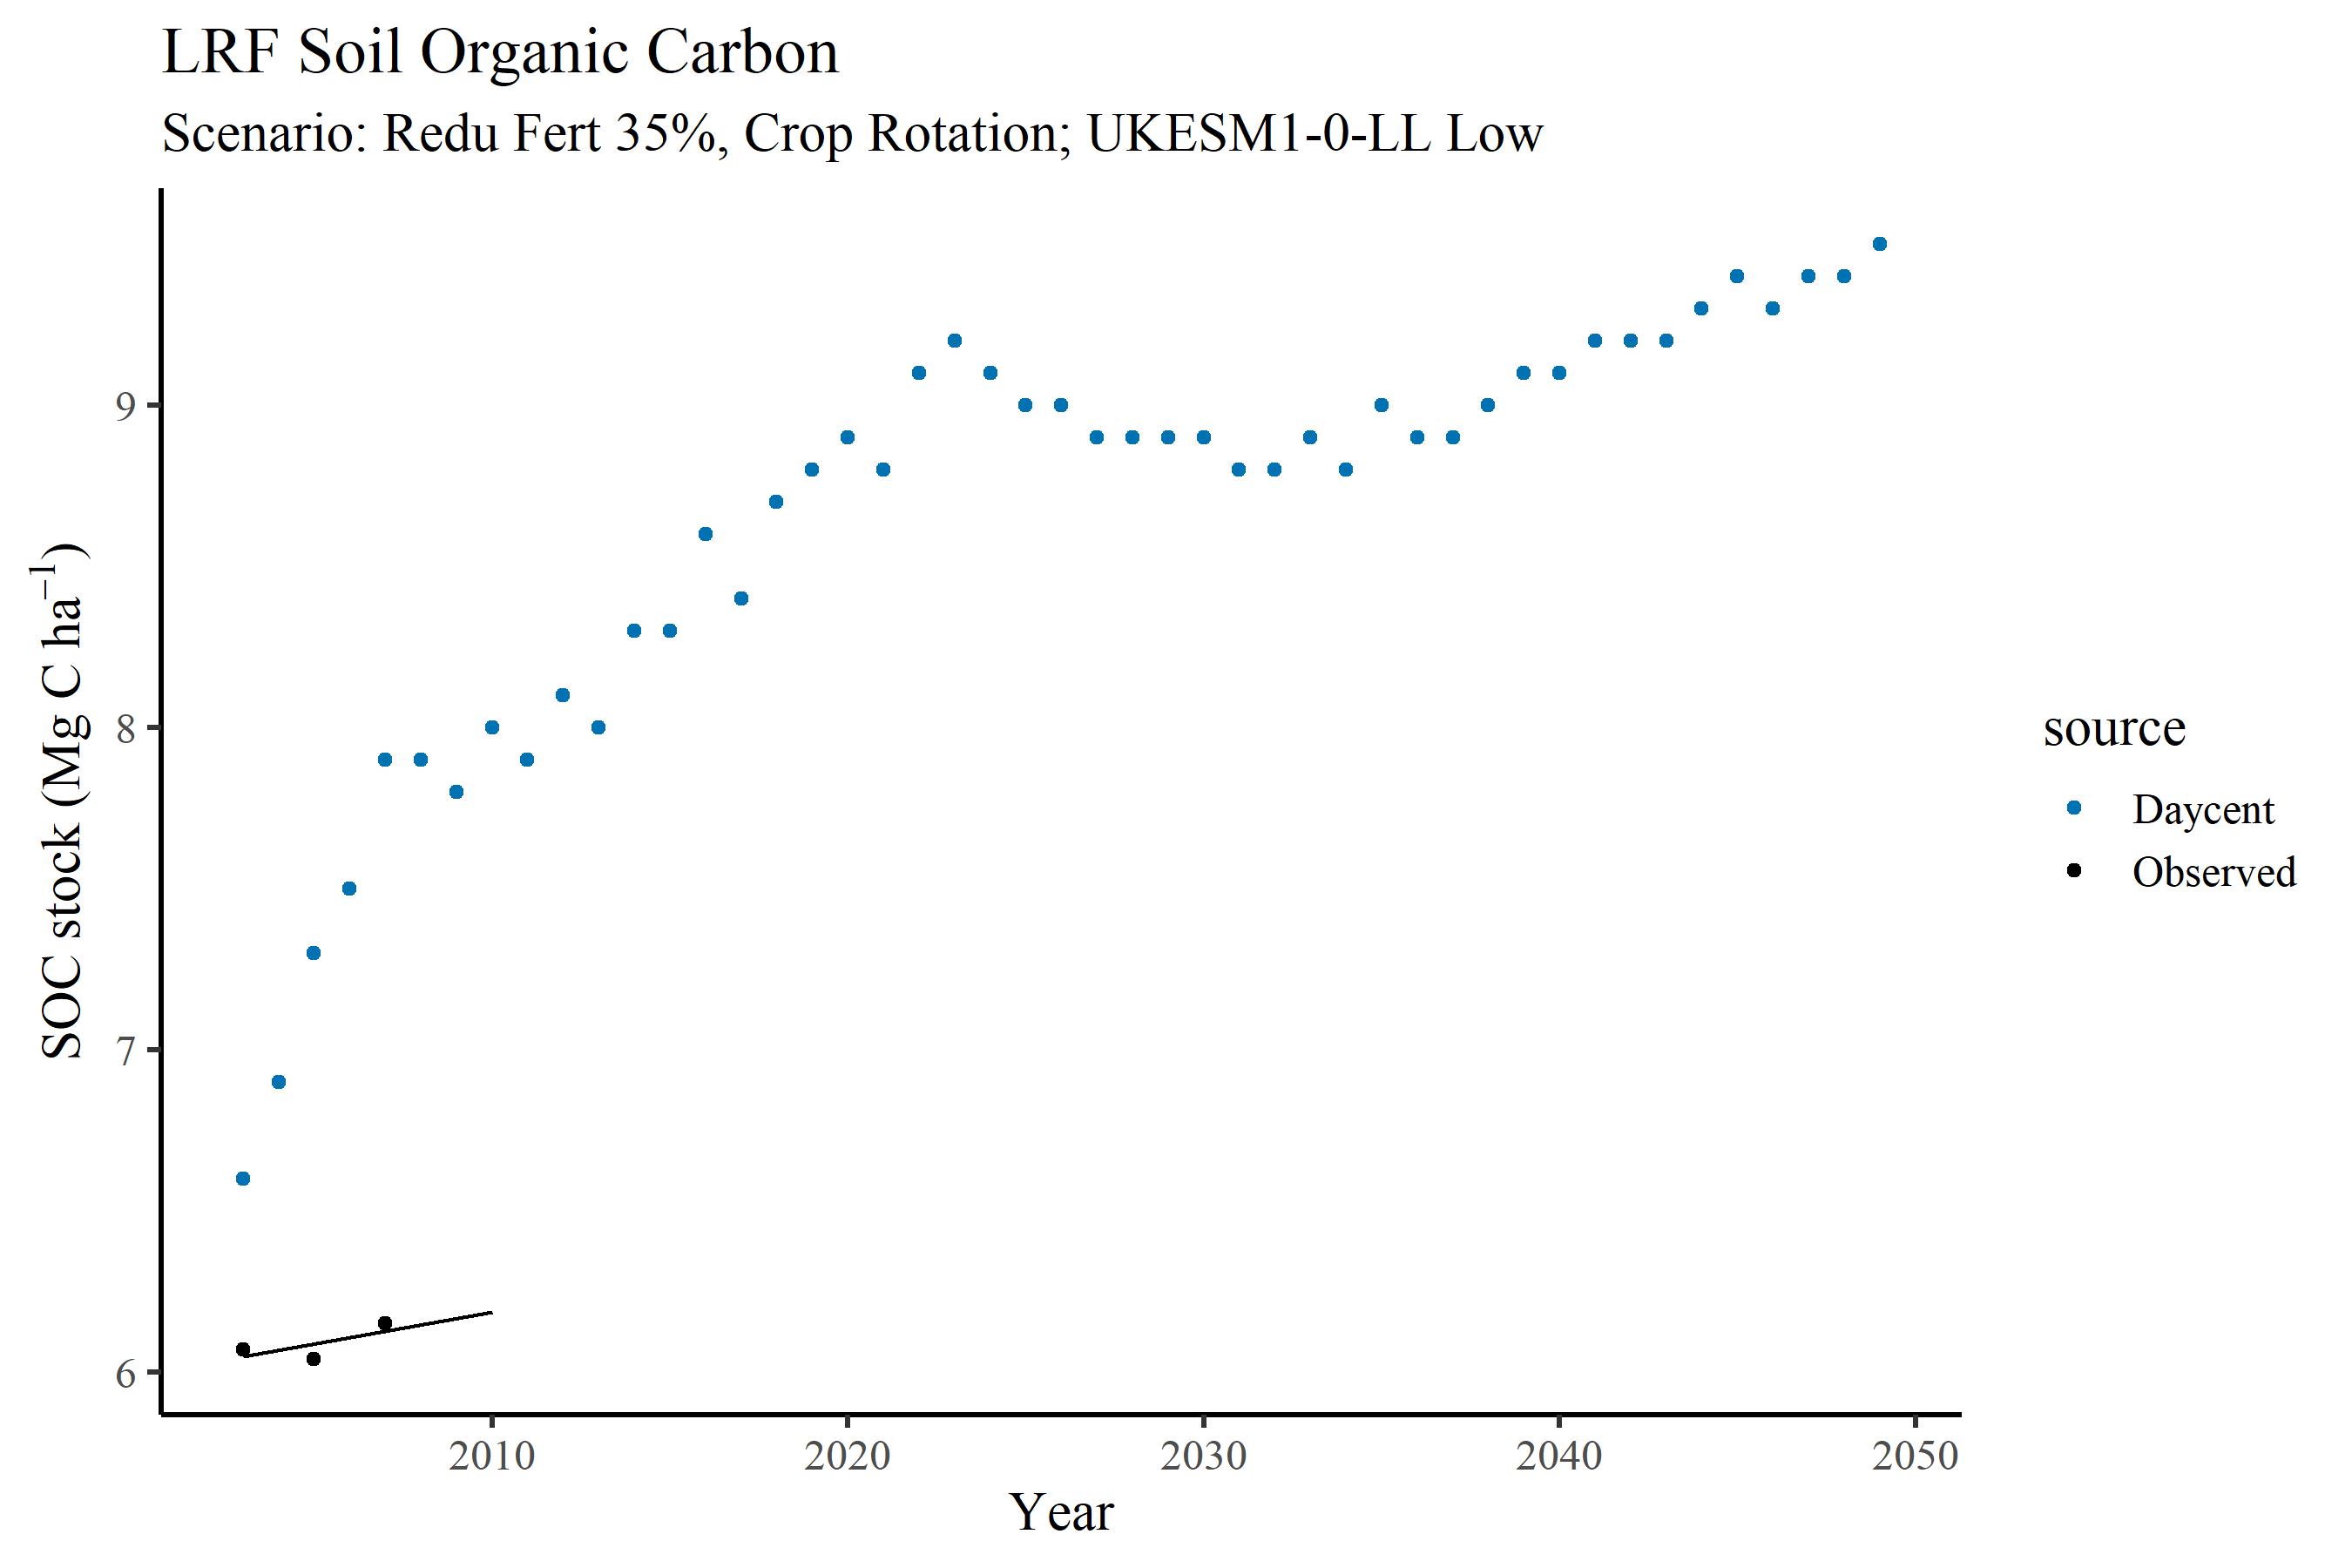 LRF Soil Organic Carbon
Scenario: Redu Fert 35%, Crop Rotation; UKESM1-0-LL Low
SOC stock (Mg C ha⁻¹)
9
8
7
6
2010 2020 2030 2040 2050
Year
source
Daycent
Observed